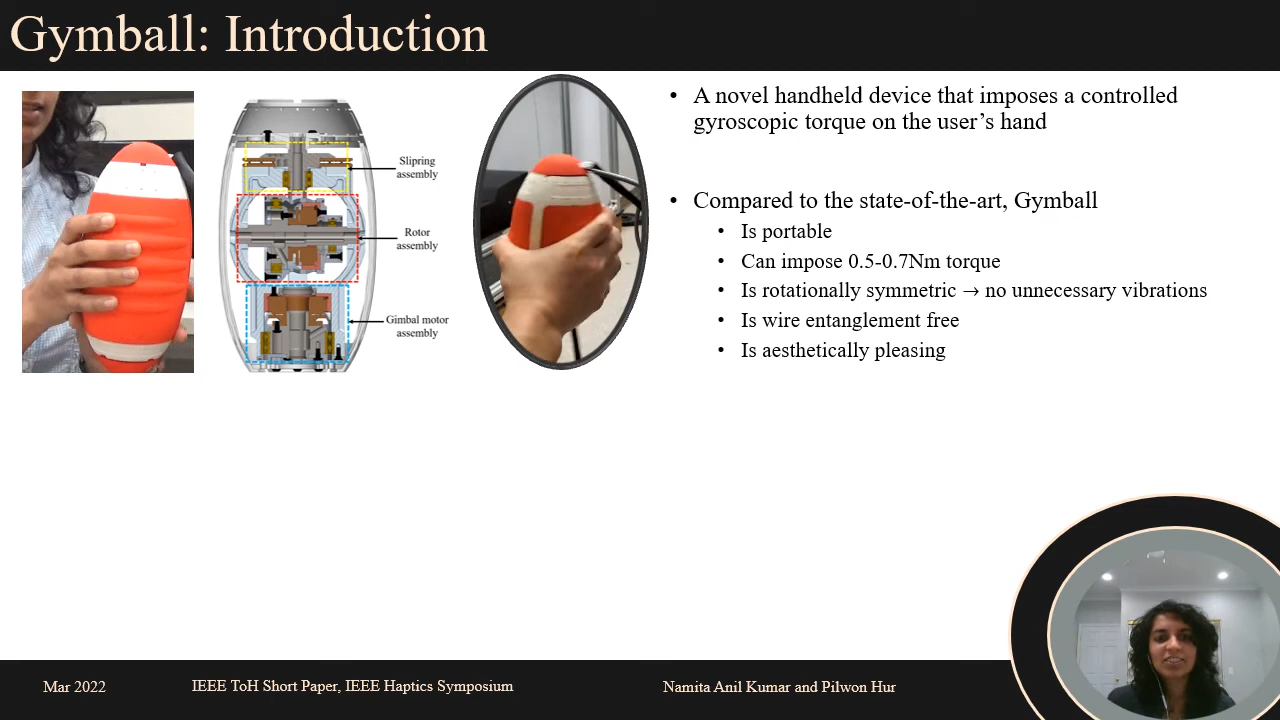 Gymball: Introduction
Slipring
assembly
Rotor
assembly
Gimbal motor
assembly
• A novel handheld device that imposes a controlled
gyroscopic torque on the user’s hand
• Compared to the state-of-the-art, Gymball
• Is portable
• Can impose 0.5-0.7Nm torque
• Is rotationally symmetric → no unnecessary vibrations
• Is wire entanglement free
• Is aesthetically pleasing
Mar 2022
IEEE ToH Short Paper, IEEE Haptics Symposium
Namita Anil Kumar and Pilwon Hur